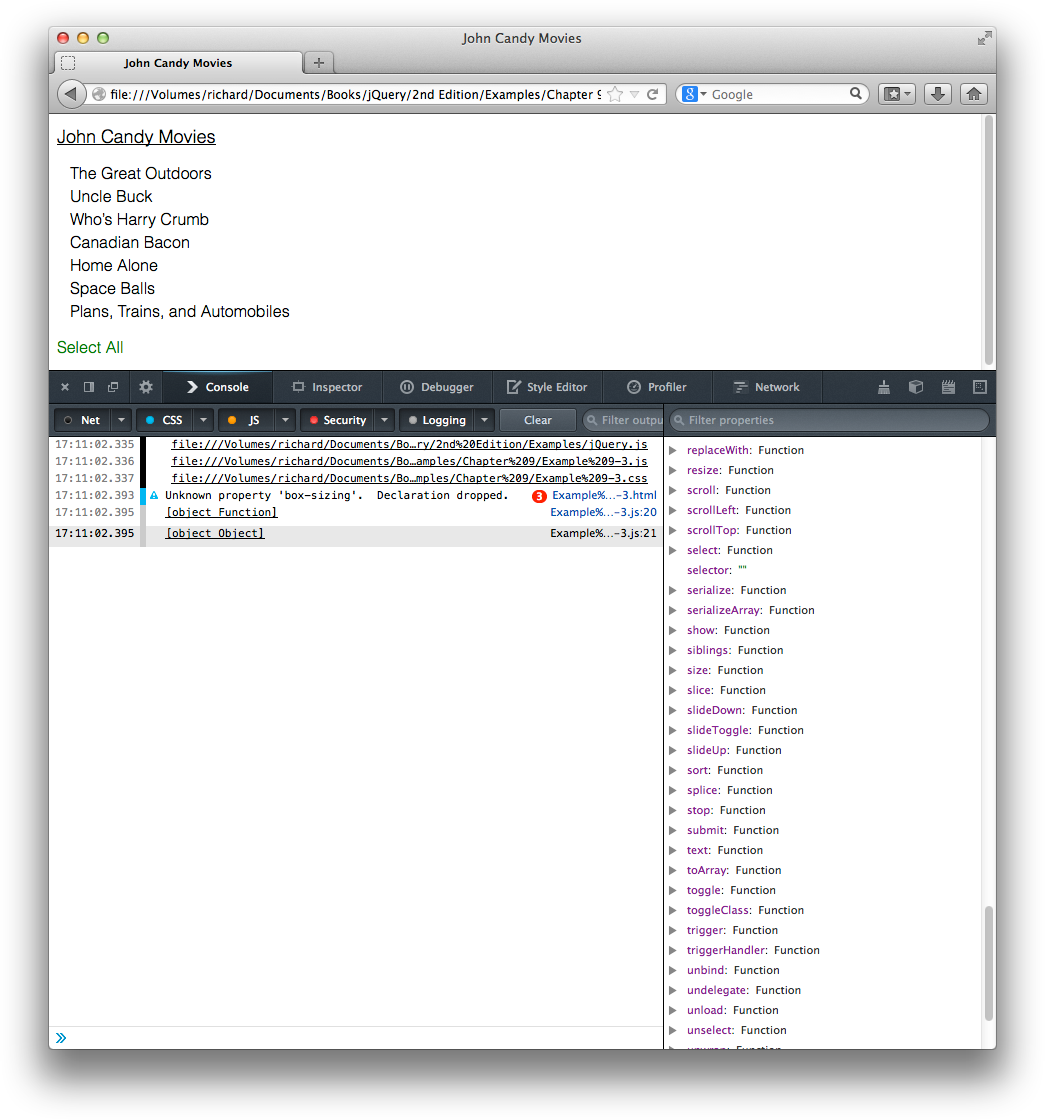 John Candy Movies
John Candy Movies
file:///Volumes/richard/Documents/Books/jQuery/2nd Edition/Examples/Chapter 9
Google
John Candy Movies
The Great Outdoors
Uncle Buck
Who's Harry Crumb
Canadian Bacon
Home Alone
Space Balls
Plans, Trains, and Automobiles
Select All
Console Inspector Debugger Style Editor Profiler Network
Net CSS JS Security Logging Clear Filter outpu Filter properties
17:11:02.335 file:///Volumes/richard/Documents/Bo…ry/2nd%20Edition/Examples/jQuery.js
17:11:02.336 file:///Volumes/richard/Documents/Bo…amples/Chapter%209/Example%209-3.js
17:11:02.337 file:///Volumes/richard/Documents/Bo…mples/Chapter%209/Example%209-3.css
17:11:02.393 Unknown property 'box-sizing'.  Declaration dropped. 3 Example%…-3.html
17:11:02.395 [object Function] Example%…-3.js:20
17:11:02.395 [object Object] Example%…-3.js:21
replaceWith: Function
resize: Function
scroll: Function
scrollLeft: Function
scrollTop: Function
select: Function
selector: ""
serialize: Function
serializeArray: Function
show: Function
siblings: Function
size: Function
slice: Function
slideDown: Function
slideToggle: Function
slideUp: Function
sort: Function
splice: Function
stop: Function
submit: Function
text: Function
toArray: Function
toggle: Function
toggleClass: Function
trigger: Function
triggerHandler: Function
unbind: Function
undelegate: Function
unload: Function
unselect: Function
unwrap: Function